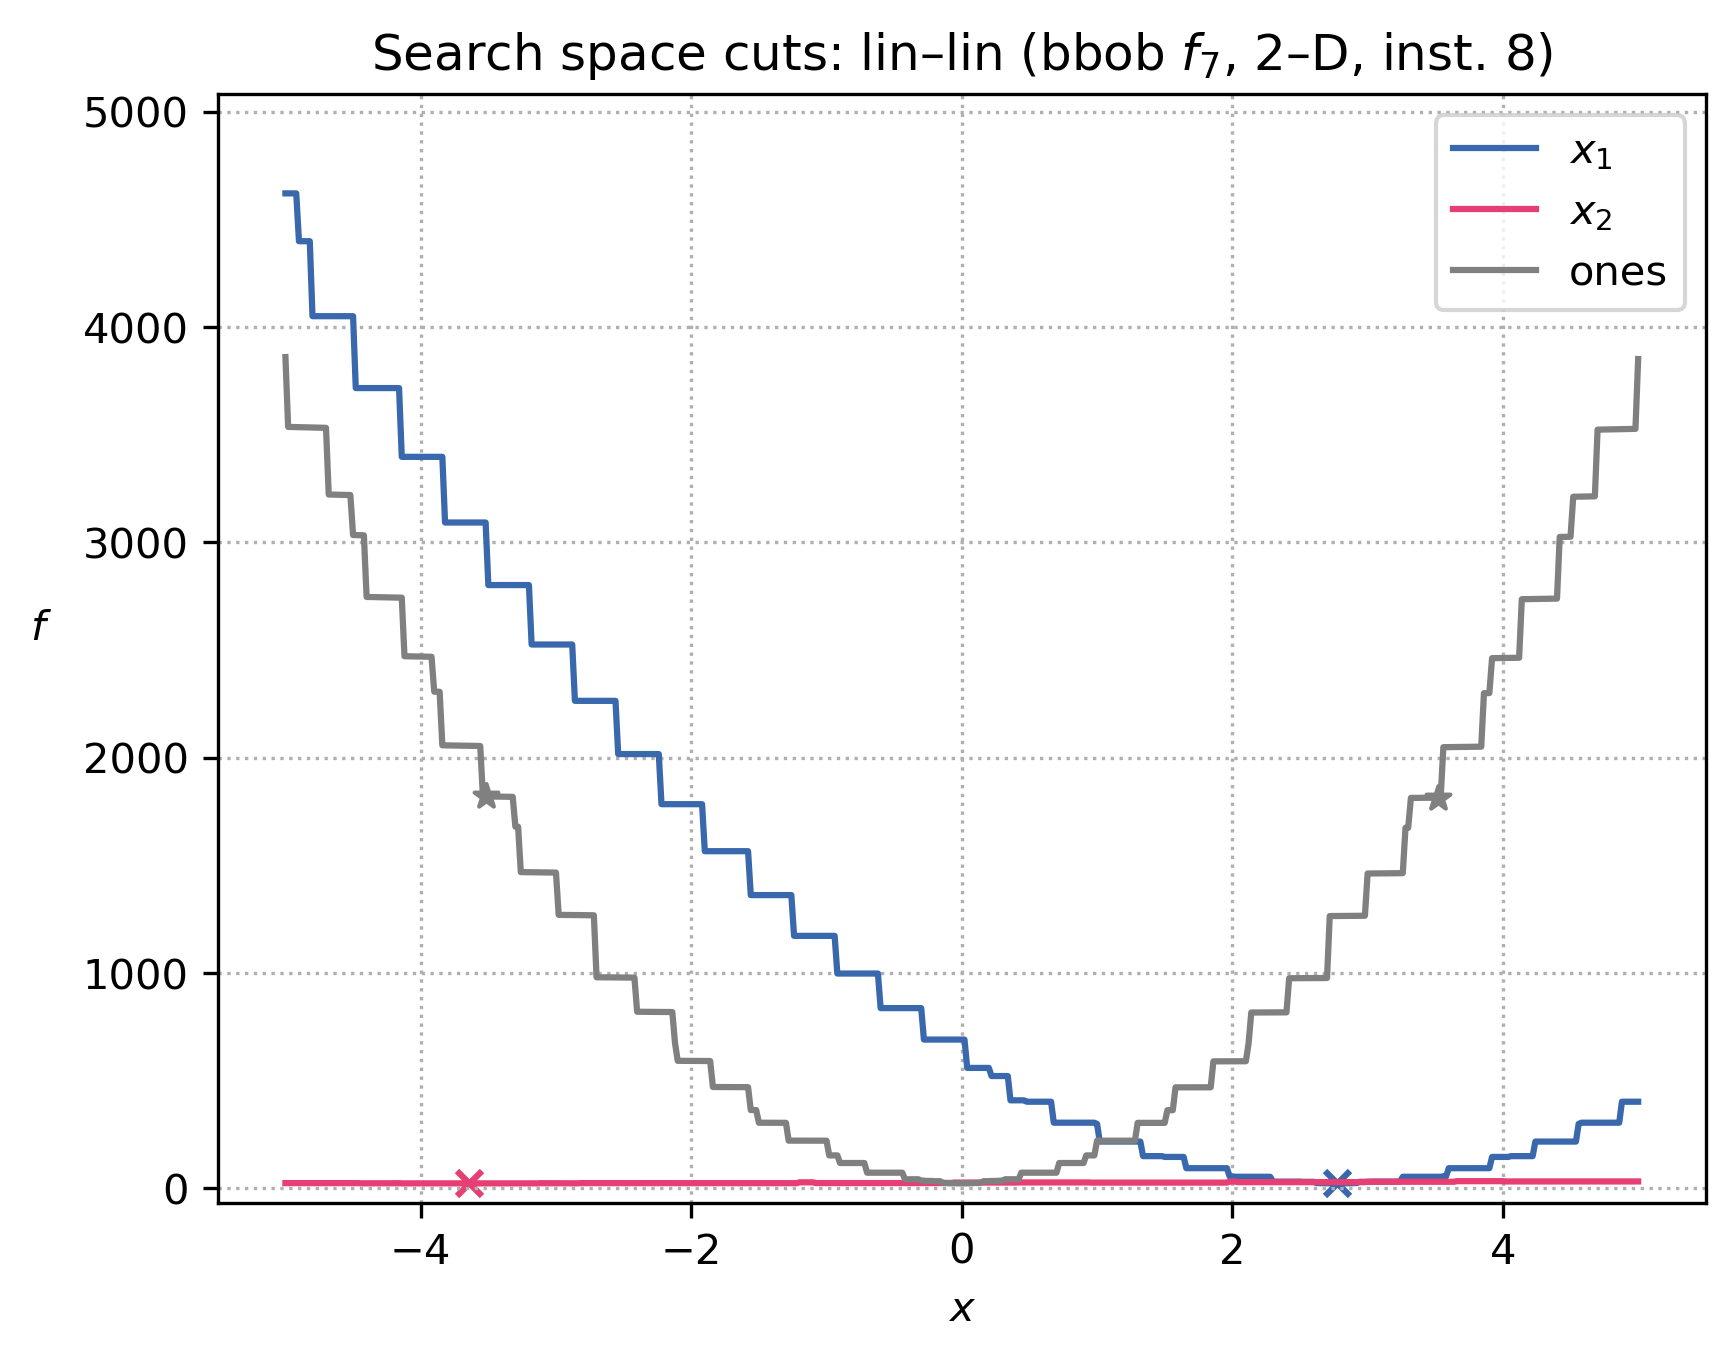 Search space cuts: lin–lin (bbob f₇, 2–D, inst. 8)
5000
4000
3000
2000
1000
0
f
x₁
x₂
ones
−4
−2
0
2
4
x